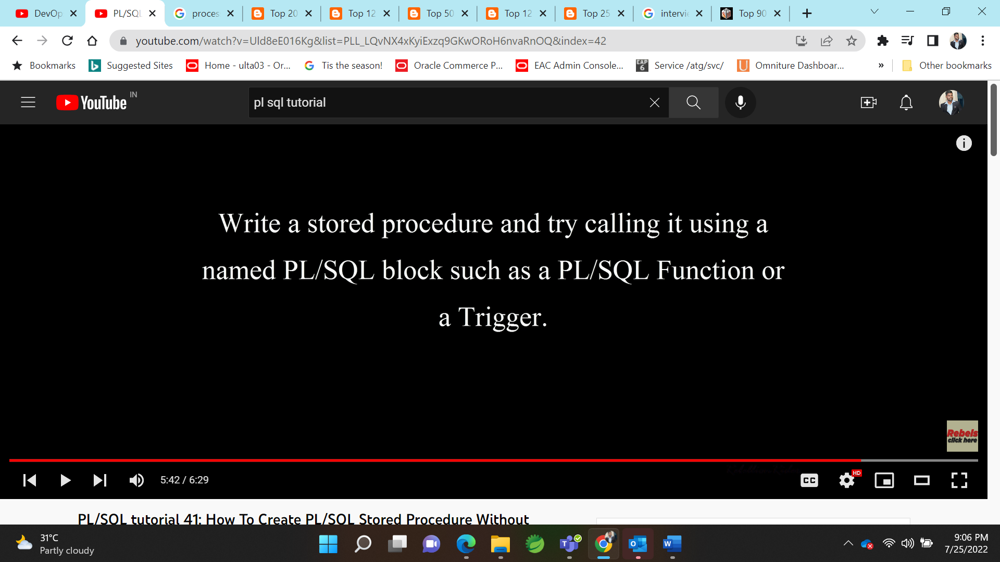 DevOp
PL/SQL
proces
Top 20
Top 12
Top 50
Top 12
Top 25
intervie
Top 90
youtube.com/watch?v=Uld8eE016Kg&list=PLL_LQvNX4xKyiExzq9GKwORoH6nvaRnOQ&index=42
Bookmarks
Suggested Sites
Home - ulta03 - Or...
Tis the season!
Oracle Commerce P...
EAC Admin Console...
EAP 6
Service /atg/svc/
Omniture Dashboar...
»
Other bookmarks
YouTube IN
pl sql tutorial
Write a stored procedure and try calling it using a
named PL/SQL block such as a PL/SQL Function or
a Trigger.
Rebels
click here
5:42 / 6:29
CC
HD
PL/SQL tutorial 41: How To Create PL/SQL Stored Procedure Without
31°C
Partly cloudy
9:06 PM
7/25/2022